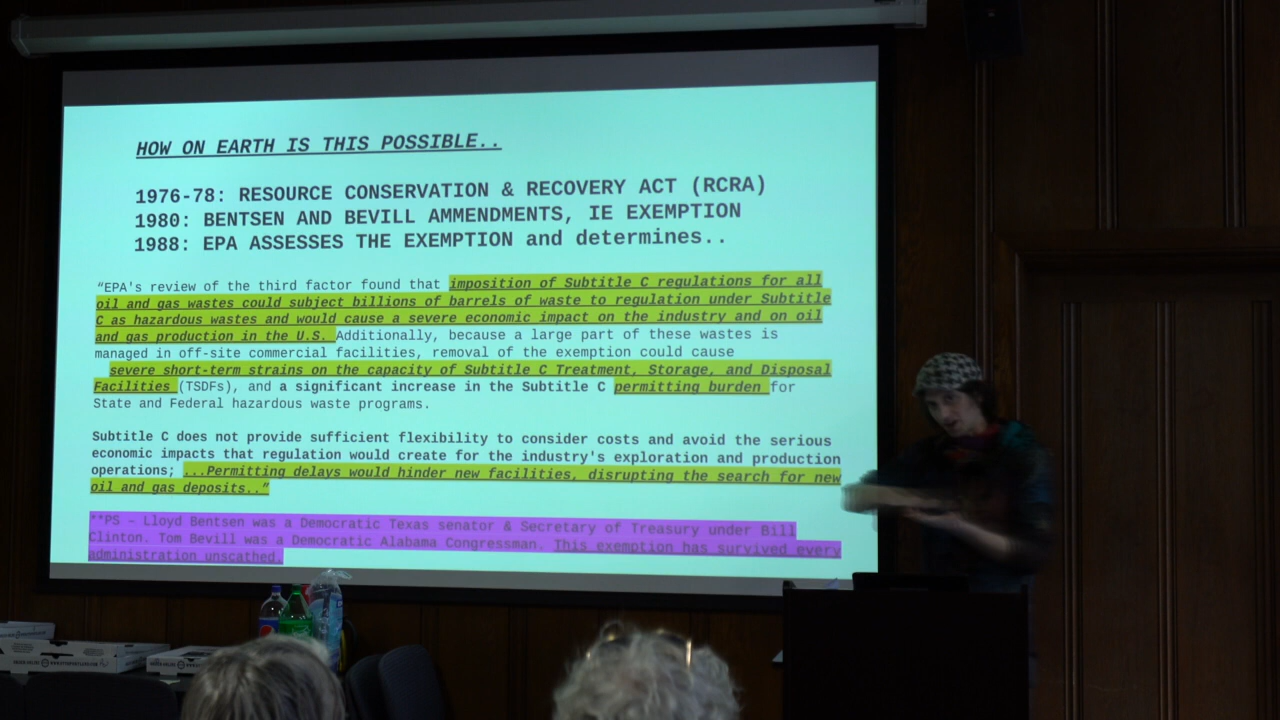 HOW ON EARTH IS THIS POSSIBLE..
1976-78: RESOURCE CONSERVATION & RECOVERY ACT (RCRA)
1980: BENTSEN AND BEVILL AMMENDMENTS, IE EXEMPTION
1988: EPA ASSESSES THE EXEMPTION and determines..
“EPA's review of the third factor found that imposition of Subtitle C regulations for all
oil and gas wastes could subject billions of barrels of waste to regulation under Subtitle
C as hazardous wastes and would cause a severe economic impact on the industry and on oil
and gas production in the U.S. Additionally, because a large part of these wastes is
managed in off-site commercial facilities, removal of the exemption could cause
severe short-term strains on the capacity of Subtitle C Treatment, Storage, and Disposal
Facilities (TSDFs), and a significant increase in the Subtitle C permitting burden for
State and Federal hazardous waste programs.
Subtitle C does not provide sufficient flexibility to consider costs and avoid the serious
economic impacts that regulation would create for the industry's exploration and production
operations; ...Permitting delays would hinder new facilities, disrupting the search for new
oil and gas deposits..”
**PS – Lloyd Bentsen was a Democratic Texas senator & Secretary of Treasury under Bill
Clinton. Tom Bevill was a Democratic Alabama Congressman. This exemption has survived every
administration unscathed.